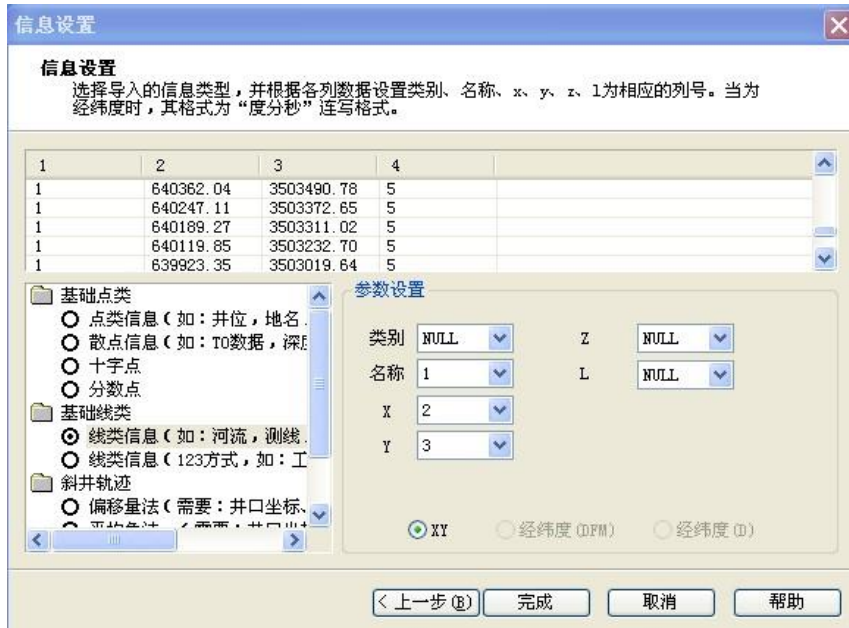 信息设置
信息设置
选择导入的信息类型，并根据各列数据设置类别、名称、x、y、z、l为相应的列号。当为
经纬度时，其格式为“度分秒”连写格式。
1 2 3 4
1 640362.04 3503490.78 5
1 640247.11 3503372.65 5
1 640189.27 3503311.02 5
1 640119.85 3503232.70 5
1 639923.35 3503019.64 5
基础点类
点类信息(如：井位，地名
散点信息(如：T0数据，深
十字点
分数点
基础线类
线类信息(如：河流，测线
线类信息(123方式，如：工
斜井轨迹
偏移量法(需要：井口坐标、
参数设置
类别 NULL Z NULL
名称 1 L NULL
X 2
Y 3
XY 经纬度(DFM) 经纬度(D)
<上一步(B) 完成 取消 帮助